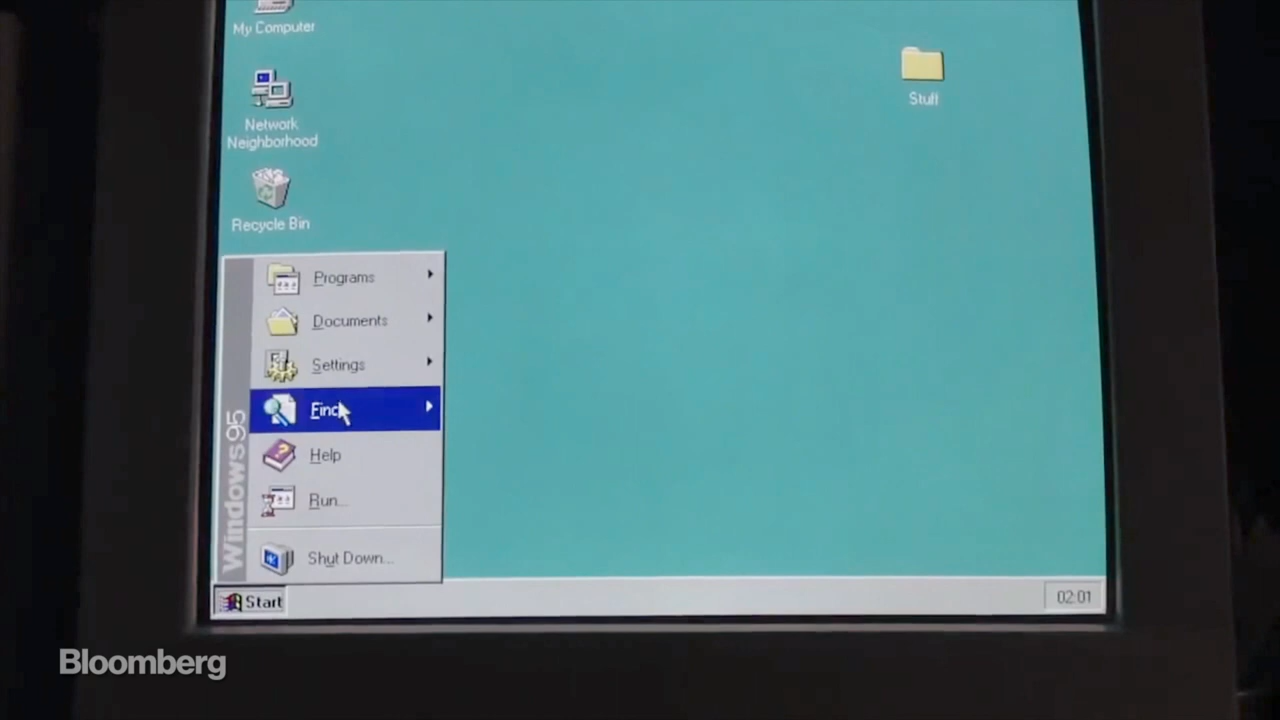 My Computer
Network
Neighborhood
Recycle Bin
Stuff
Programs
Documents
Settings
Find
Help
Run...
Shut Down...
Windows95
Start
02:01
Bloomberg